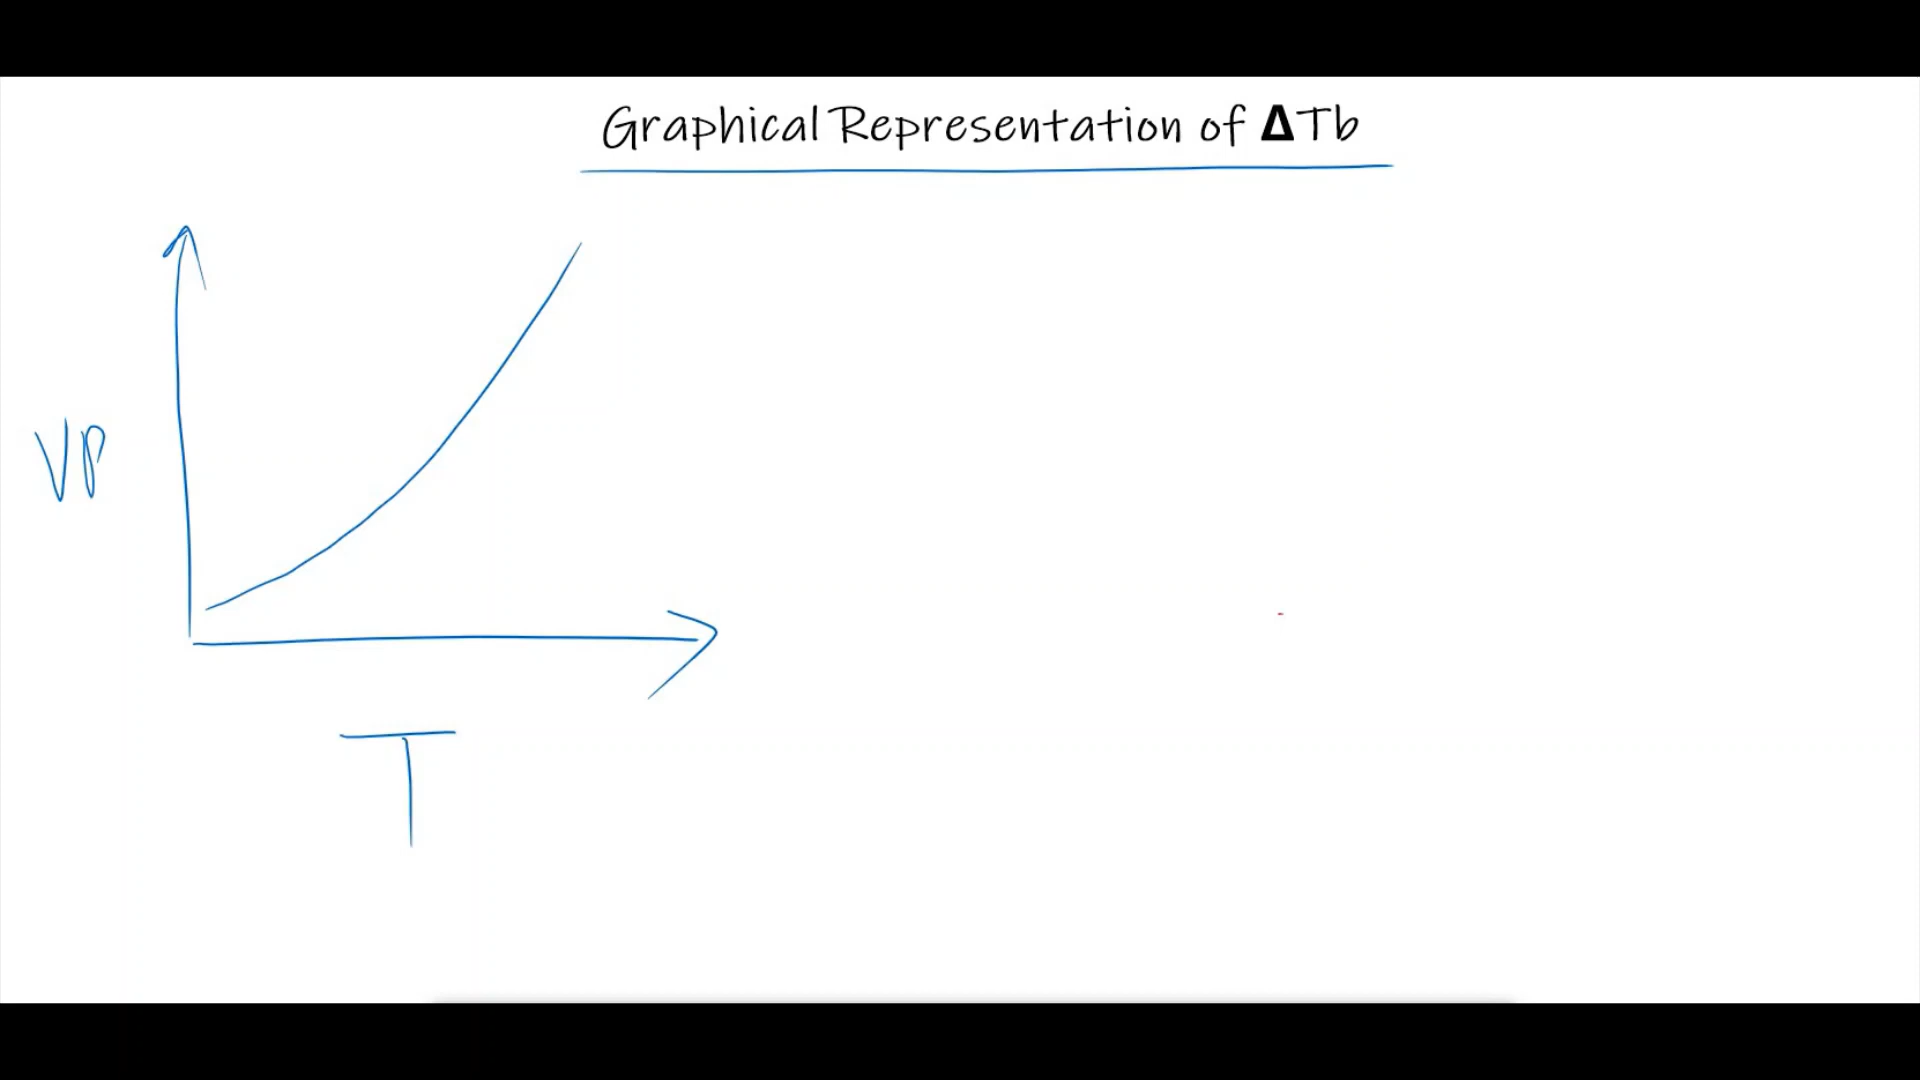 Graphical Representation of ΔTb
VP
T